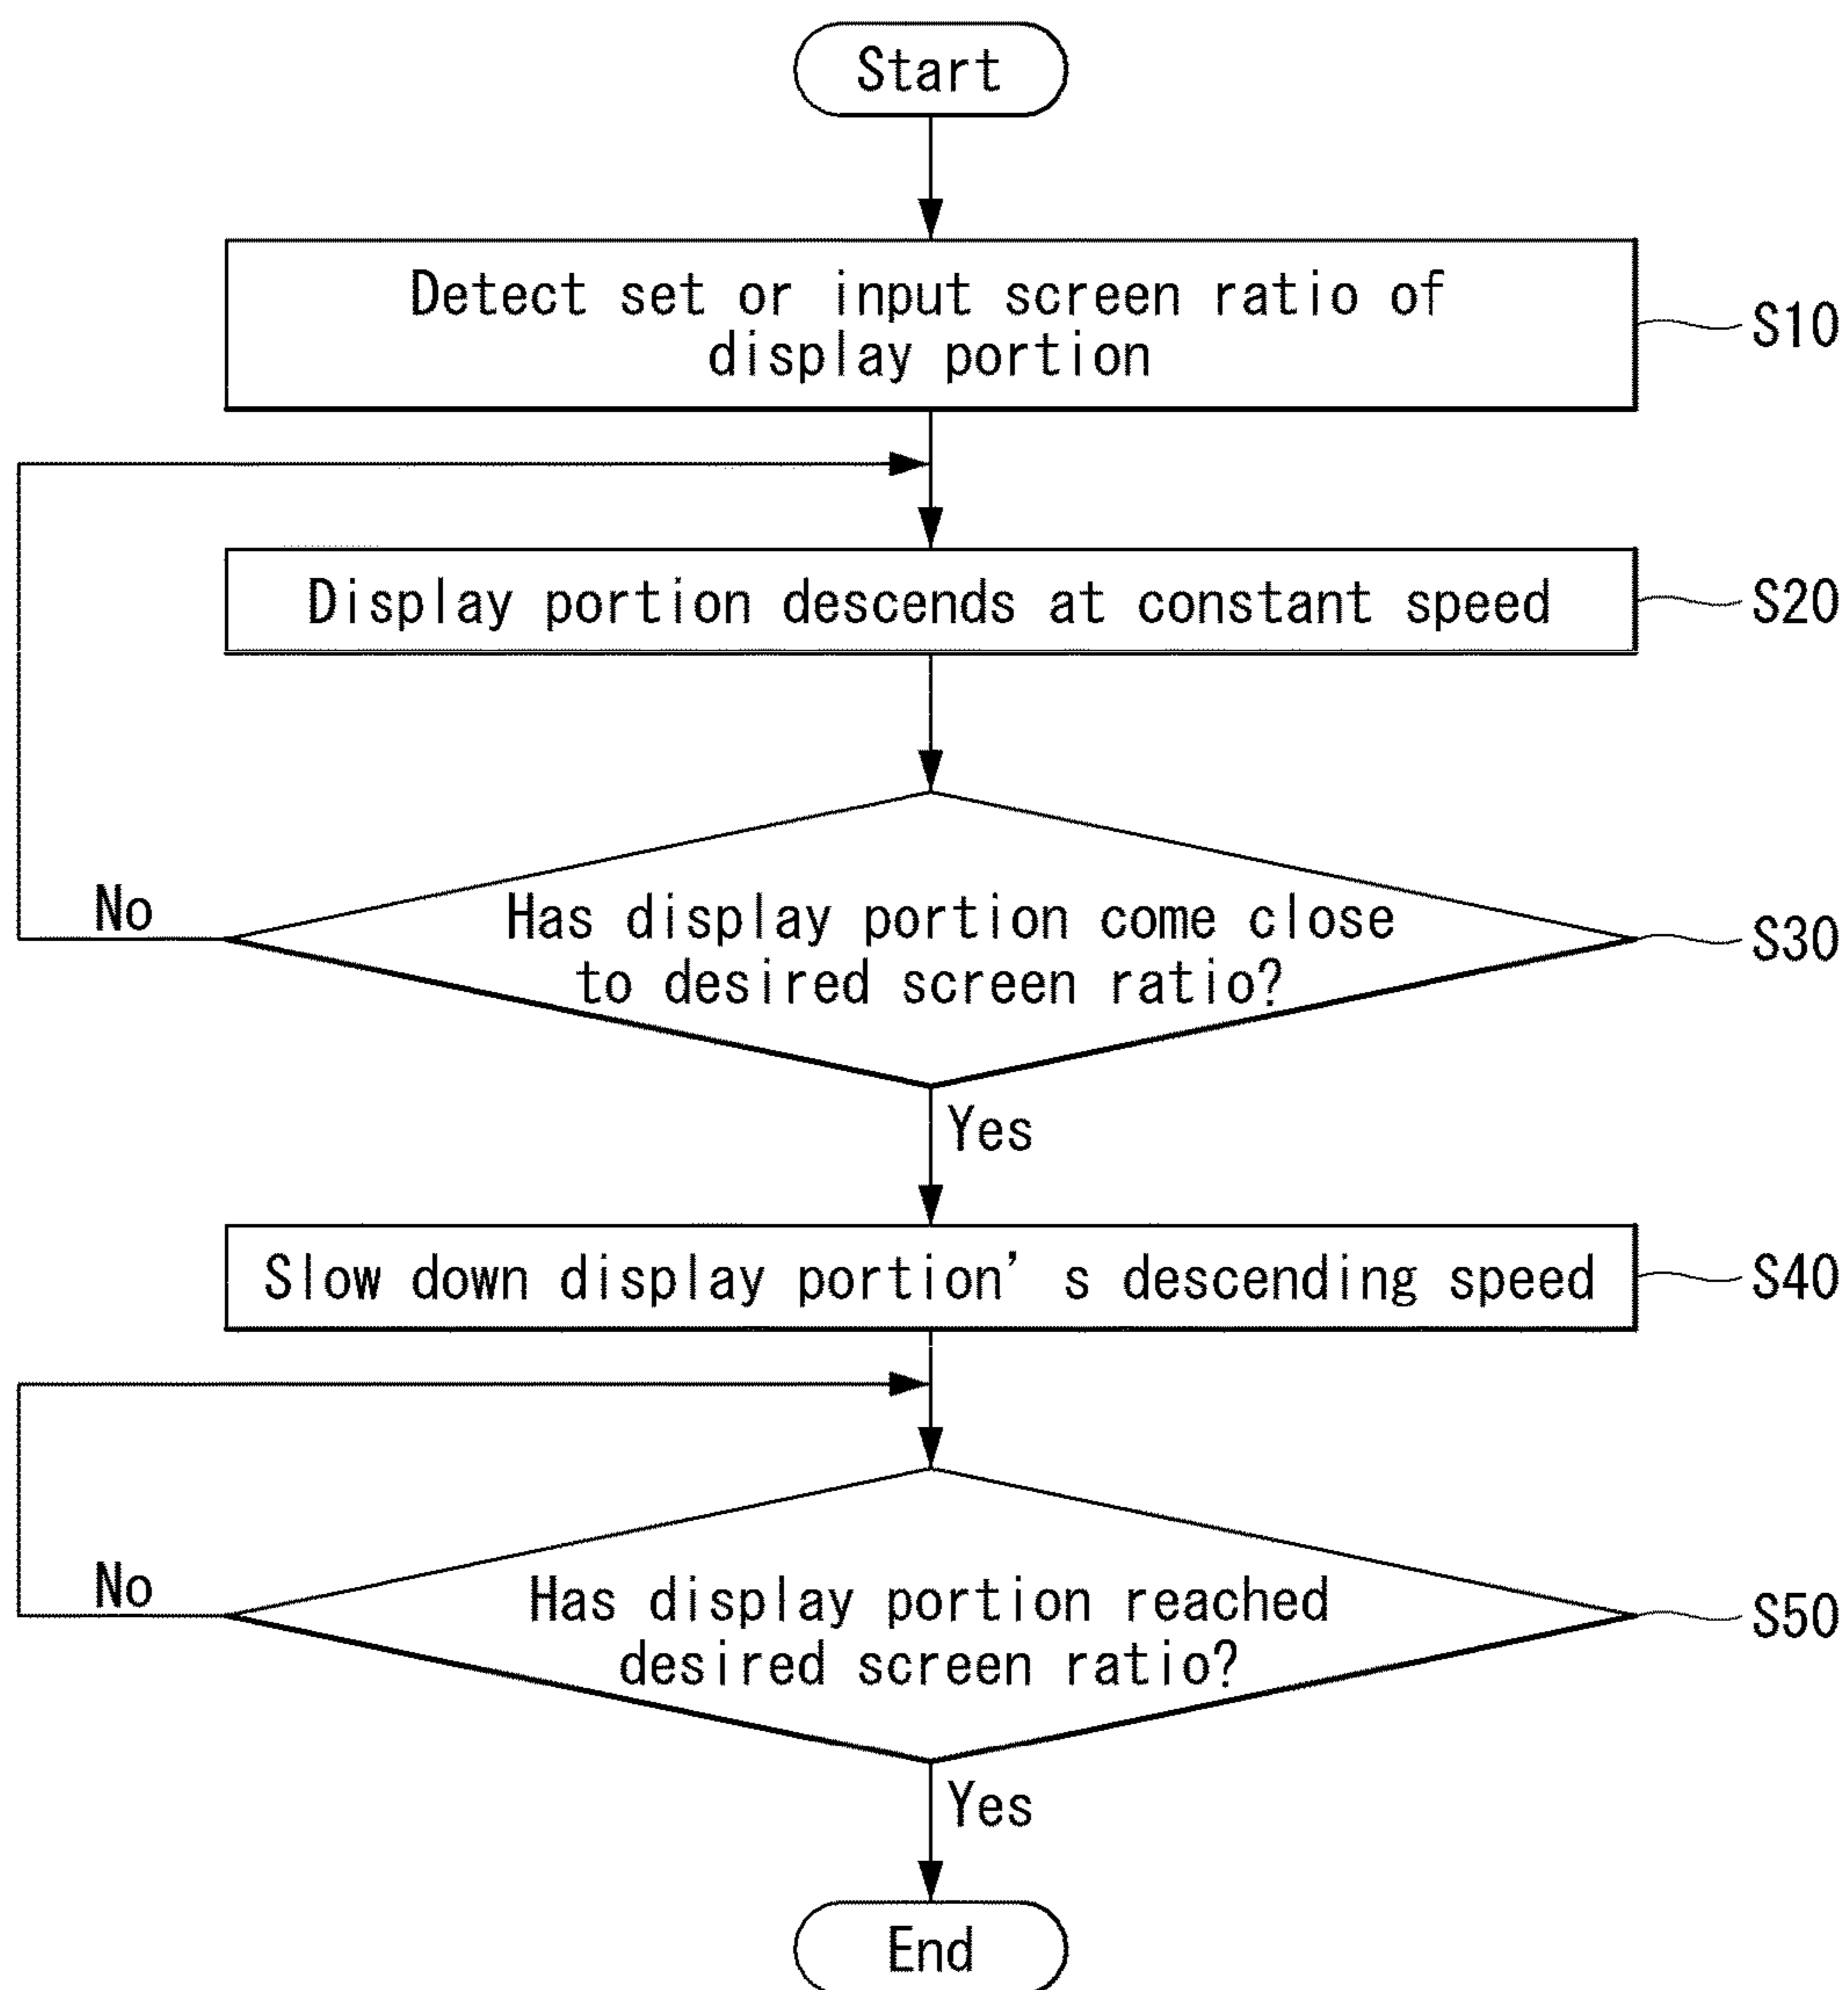 Start
Detect set or input screen ratio of
display portion
S10
Display portion descends at constant speed
S20
Has display portion come close
to desired screen ratio?
S30
No
Yes
Slow down display portion's descending speed
S40
Has display portion reached
desired screen ratio?
S50
No
Yes
End